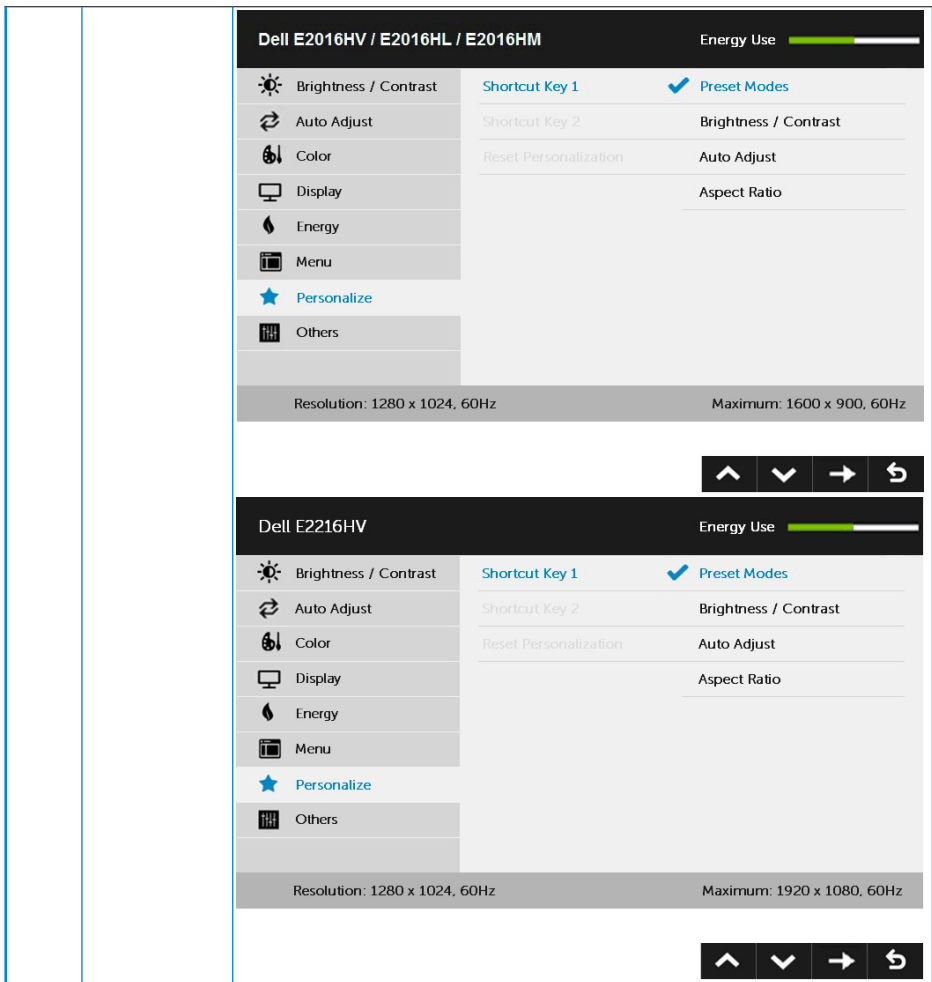 Dell E2016HV / E2016HL / E2016HM Energy Use
Brightness / Contrast Shortcut Key 1 Preset Modes
Auto Adjust Shortcut Key 2 Brightness / Contrast
Color Reset Personalization Auto Adjust
Display Aspect Ratio
Energy
Menu
Personalize
Others
Resolution: 1280 x 1024, 60Hz Maximum: 1600 x 900, 60Hz
Dell E2216HV Energy Use
Brightness / Contrast Shortcut Key 1 Preset Modes
Auto Adjust Shortcut Key 2 Brightness / Contrast
Color Reset Personalization Auto Adjust
Display Aspect Ratio
Energy
Menu
Personalize
Others
Resolution: 1280 x 1024, 60Hz Maximum: 1920 x 1080, 60Hz